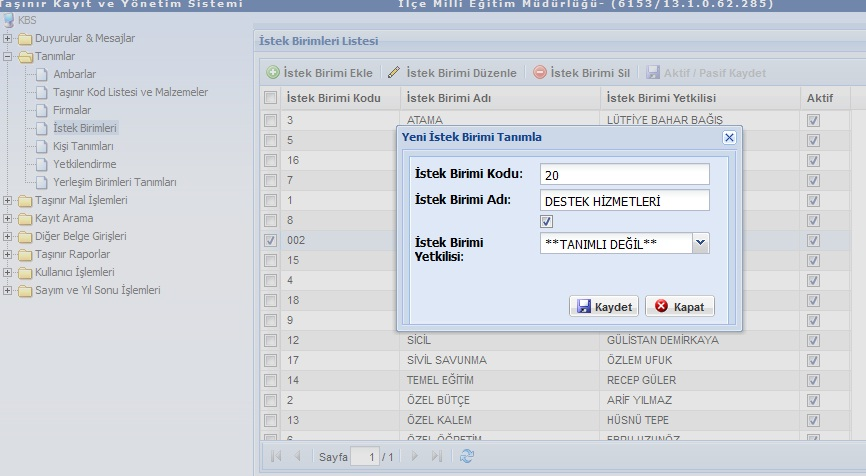 Taşınır Kayıt ve Yönetim Sistemi İlçe Milli Eğitim Müdürlüğü- (6153/13.1.0.62.285)
KBS
Duyurular & Mesajlar
Tanımlar
Ambarlar
Taşınır Kod Listesi ve Malzemeler
Firmalar
İstek Birimleri
Kişi Tanımları
Yetkilendirme
Yerleşim Birimleri Tanımları
Taşınır Mal İşlemleri
Kayıt Arama
Diğer Belge Girişleri
Taşınır Raporlar
Kullanıcı İşlemleri
Sayım ve Yıl Sonu İşlemleri
İstek Birimleri Listesi
İstek Birimi Ekle İstek Birimi Düzenle İstek Birimi Sil Aktif / Pasif Kaydet
İstek Birimi Kodu İstek Birimi Adı İstek Birimi Yetkilisi Aktif
3 ATAMA LÜTFİYE BAHAR BAĞIŞ
5
16
7
1
8
002
15
4
18
9
12 SİCİL GÜLİSTAN DEMİRKAYA
17 SİVİL SAVUNMA ÖZLEM UFUK
14 TEMEL EĞİTİM RECEP GÜLER
2 ÖZEL BÜTÇE ARİF YILMAZ
13 ÖZEL KALEM HÜSNÜ TEPE
6 ÖZEL ÖĞRETİM EBRU UZUNÖZ
Sayfa 1 / 1
Yeni İstek Birimi Tanımla
İstek Birimi Kodu: 20
İstek Birimi Adı: DESTEK HİZMETLERİ
İstek Birimi Yetkilisi: **TANIMLI DEĞİL**
Kaydet Kapat